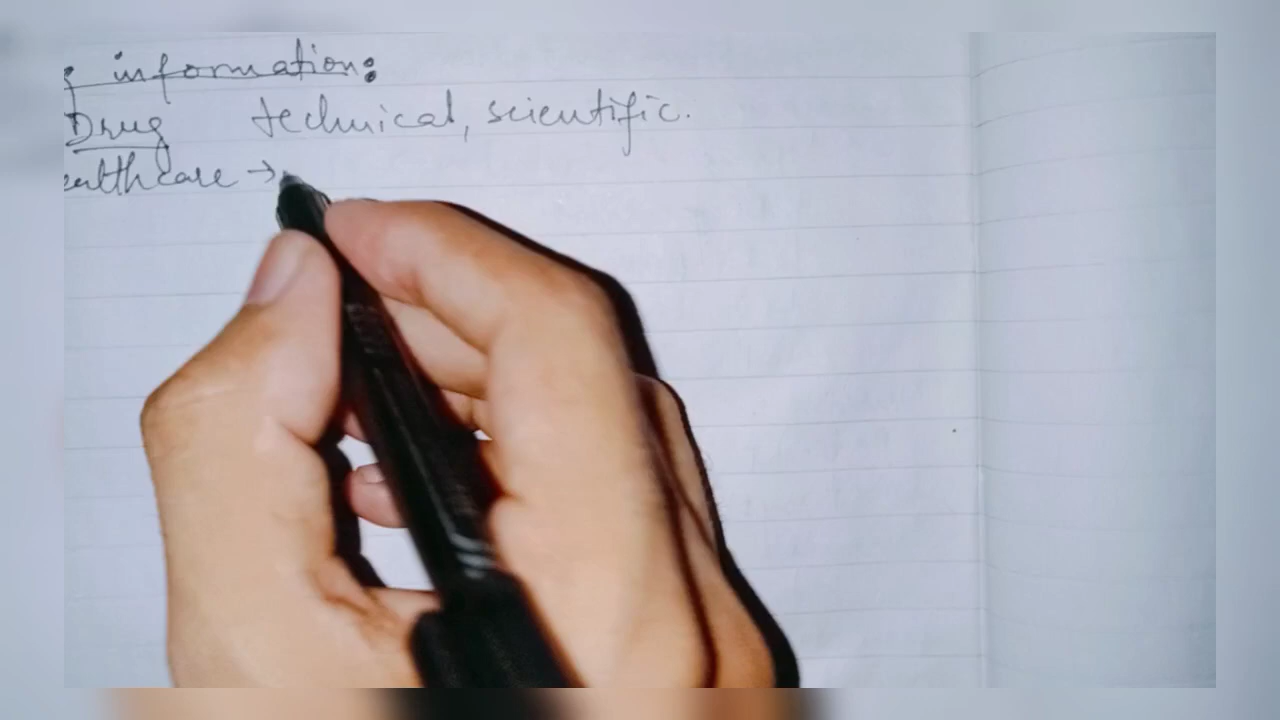 g information:
Drug technical, scientific.
ealthcare →